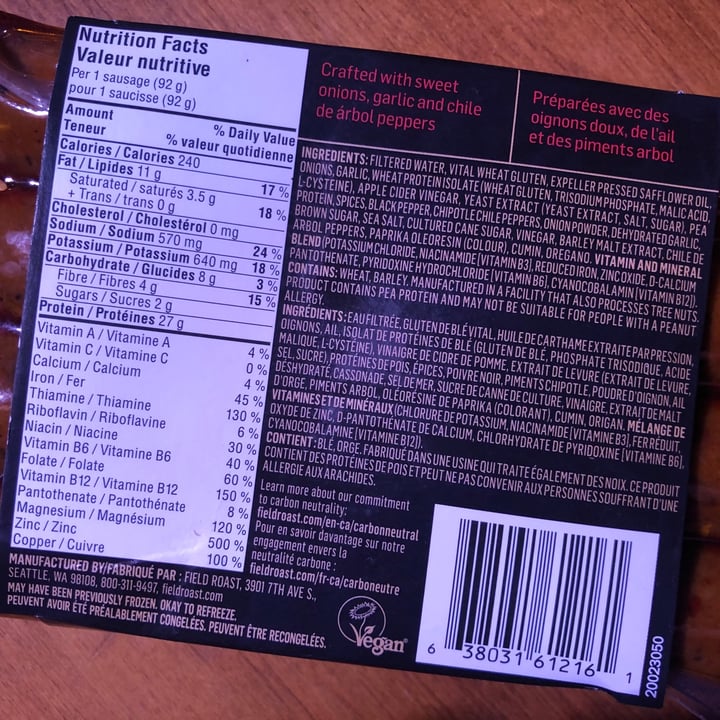 Nutrition Facts
Valeur nutritive
Per 1 sausage (92 g)
pour 1 saucisse (92 g)
Amount % Daily Value
Teneur % valeur quotidienne
Calories / Calories 240
Fat / Lipides 11 g 17 %
Saturated / saturés 3.5 g
+ Trans / trans 0 g 18 %
Cholesterol / Cholestérol 0 mg
Sodium / Sodium 570 mg 24 %
Potassium / Potassium 640 mg 18 %
Carbohydrate / Glucides 8 g 3 %
Fibre / Fibres 4 g 15 %
Sugars / Sucres 2 g
Protein / Protéines 27 g
Vitamin A / Vitamine A 4 %
Vitamin C / Vitamine C 0 %
Calcium / Calcium 4 %
Iron / Fer 45 %
Thiamine / Thiamine 130 %
Riboflavin / Riboflavine 6 %
Niacin / Niacine 30 %
Vitamin B6 / Vitamine B6 40 %
Folate / Folate 60 %
Vitamin B12 / Vitamine B12 150 %
Pantothenate / Pantothénate 8 %
Magnesium / Magnésium 120 %
Zinc / Zinc 500 %
Copper / Cuivre 100 %
Crafted with sweet
onions, garlic and chile
de árbol peppers
Préparées avec des
oignons doux, de l'ail
et des piments arbol
INGREDIENTS: FILTERED WATER, VITAL WHEAT GLUTEN, EXPELLER PRESSED SAFFLOWER OIL,
ONIONS, GARLIC, WHEAT PROTEIN ISOLATE (WHEAT GLUTEN, TRISODIUM PHOSPHATE, MALIC ACID,
L-CYSTEINE), APPLE CIDER VINEGAR, YEAST EXTRACT (YEAST EXTRACT, SALT, SUGAR), PEA
PROTEIN, SPICES, BLACK PEPPER, CHIPOTLE CHILE PEPPERS, ONION POWDER, DEHYDRATED GARLIC,
BROWN SUGAR, SEA SALT, CULTURED CANE SUGAR, VINEGAR, BARLEY MALT EXTRACT, CHILE DE
ARBOL PEPPERS, PAPRIKA OLEORESIN (COLOUR), CUMIN, OREGANO. VITAMIN AND MINERAL
BLEND (POTASSIUM CHLORIDE, NIACINAMIDE [VITAMIN B3], REDUCED IRON, ZINC OXIDE, D-CALCIUM
PANTOTHENATE, PYRIDOXINE HYDROCHLORIDE [VITAMIN B6], CYANOCOBALAMIN [VITAMIN B12]).
CONTAINS: WHEAT, BARLEY. MANUFACTURED IN A FACILITY THAT ALSO PROCESSES TREE NUTS.
PRODUCT CONTAINS PEA PROTEIN AND MAY NOT BE SUITABLE FOR PEOPLE WITH A PEANUT
ALLERGY.
INGRÉDIENTS: EAU FILTRÉE, GLUTEN DE BLÉ VITAL, HUILE DE CARTHAME EXTRAITE PAR PRESSION,
OIGNONS, AIL, ISOLAT DE PROTÉINES DE BLÉ (GLUTEN DE BLÉ, PHOSPHATE TRISODIQUE, ACIDE
MALIQUE, L-CYSTÉINE), VINAIGRE DE CIDRE DE POMME, EXTRAIT DE LEVURE (EXTRAIT DE LEVURE,
SEL, SUCRE), PROTÉINES DE POIS, ÉPICES, POIVRE NOIR, PIMENTS CHIPOTLE, POUDRE D'OIGNON, AIL
DÉSHYDRATÉ, CASSONADE, SEL DE MER, SUCRE DE CANNE DE CULTURE, VINAIGRE, EXTRAIT DE MALT
D'ORGE, PIMENTS ARBOL, OLÉORÉSINE DE PAPRIKA (COLORANT), CUMIN, ORIGAN. MÉLANGE DE
VITAMINES ET DE MINÉRAUX (CHLORURE DE POTASSIUM, NIACINAMIDE [VITAMINE B3], FER RÉDUIT,
OXYDE DE ZINC, D-PANTOTHÉNATE DE CALCIUM, CHLORHYDRATE DE PYRIDOXINE [VITAMINE B6],
CYANOCOBALAMINE [VITAMINE B12]).
CONTIENT: BLÉ, ORGE. FABRIQUÉ DANS UNE USINE QUI TRAITE ÉGALEMENT DES NOIX. CE PRODUIT
CONTIENT DES PROTÉINES DE POIS ET PEUT NE PAS CONVENIR AUX PERSONNES SOUFFRANT D'UNE
ALLERGIE AUX ARACHIDES.
Learn more about our commitment
to carbon neutrality:
fieldroast.com/en-ca/carbonneutral
Pour en savoir davantage sur notre
engagement envers la
neutralité carbone :
fieldroast.com/fr-ca/carboneutre
MANUFACTURED BY/FABRIQUÉ PAR : FIELD ROAST, 3901 7TH AVE S.,
SEATTLE, WA 98108, 800-311-9497, fieldroast.com
MAY HAVE BEEN PREVIOUSLY FROZEN. OKAY TO REFREEZE.
PEUVENT AVOIR ÉTÉ PRÉALABLEMENT CONGELÉES. PEUVENT ÊTRE RECONGELÉES.
Vegan
6 38031 61216 1
20023050